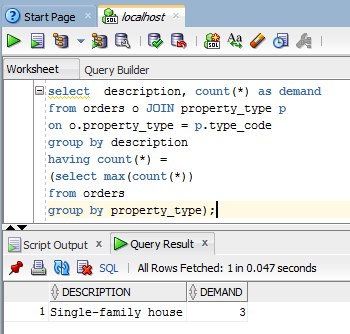 Start Page
localhost
SQL
Aa
Worksheet
Query Builder
select description, count(*) as demand
from orders o JOIN property_type p
on o.property_type = p.type_code
group by description
having count(*) =
(select max(count(*))
from orders
group by property_type);
Script Output
Query Result
SQL
All Rows Fetched: 1 in 0.047 seconds
DESCRIPTION DEMAND
1 Single-family house 3